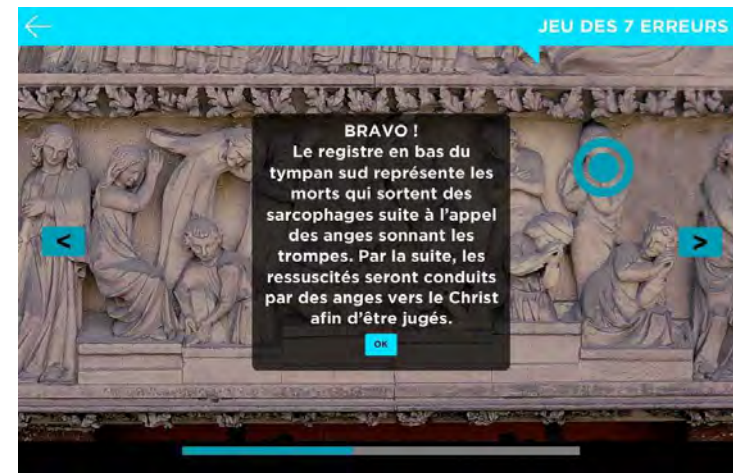 JEU DES 7 ERREURS
BRAVO !
Le registre en bas du
tympan sud représente les
morts qui sortent des
sarcophages suite à l'appel
des anges sonnant les
trompes. Par la suite, les
ressuscités seront conduits
par des anges vers le Christ
afin d'être jugés.
<
>
OK